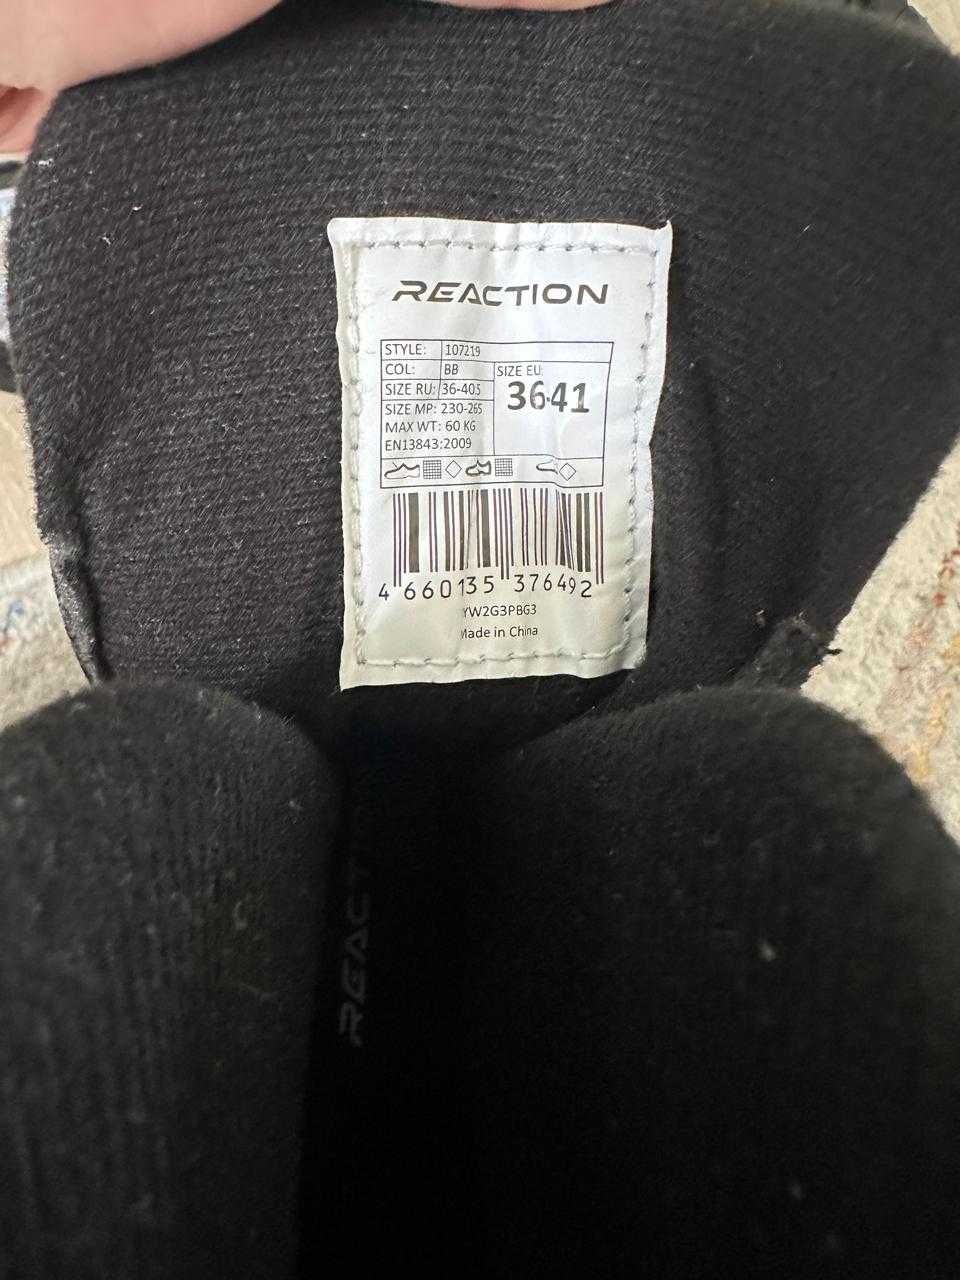 REACTION
STYLE: 107219
COL: BB
SIZE EU:
36-41
SIZE RU: 36-40.5
SIZE MP: 230-265
MAX WT: 60 KG
EN13843:2009
4 660135 376492
YW2G3PBG3
Made in China
REACTION